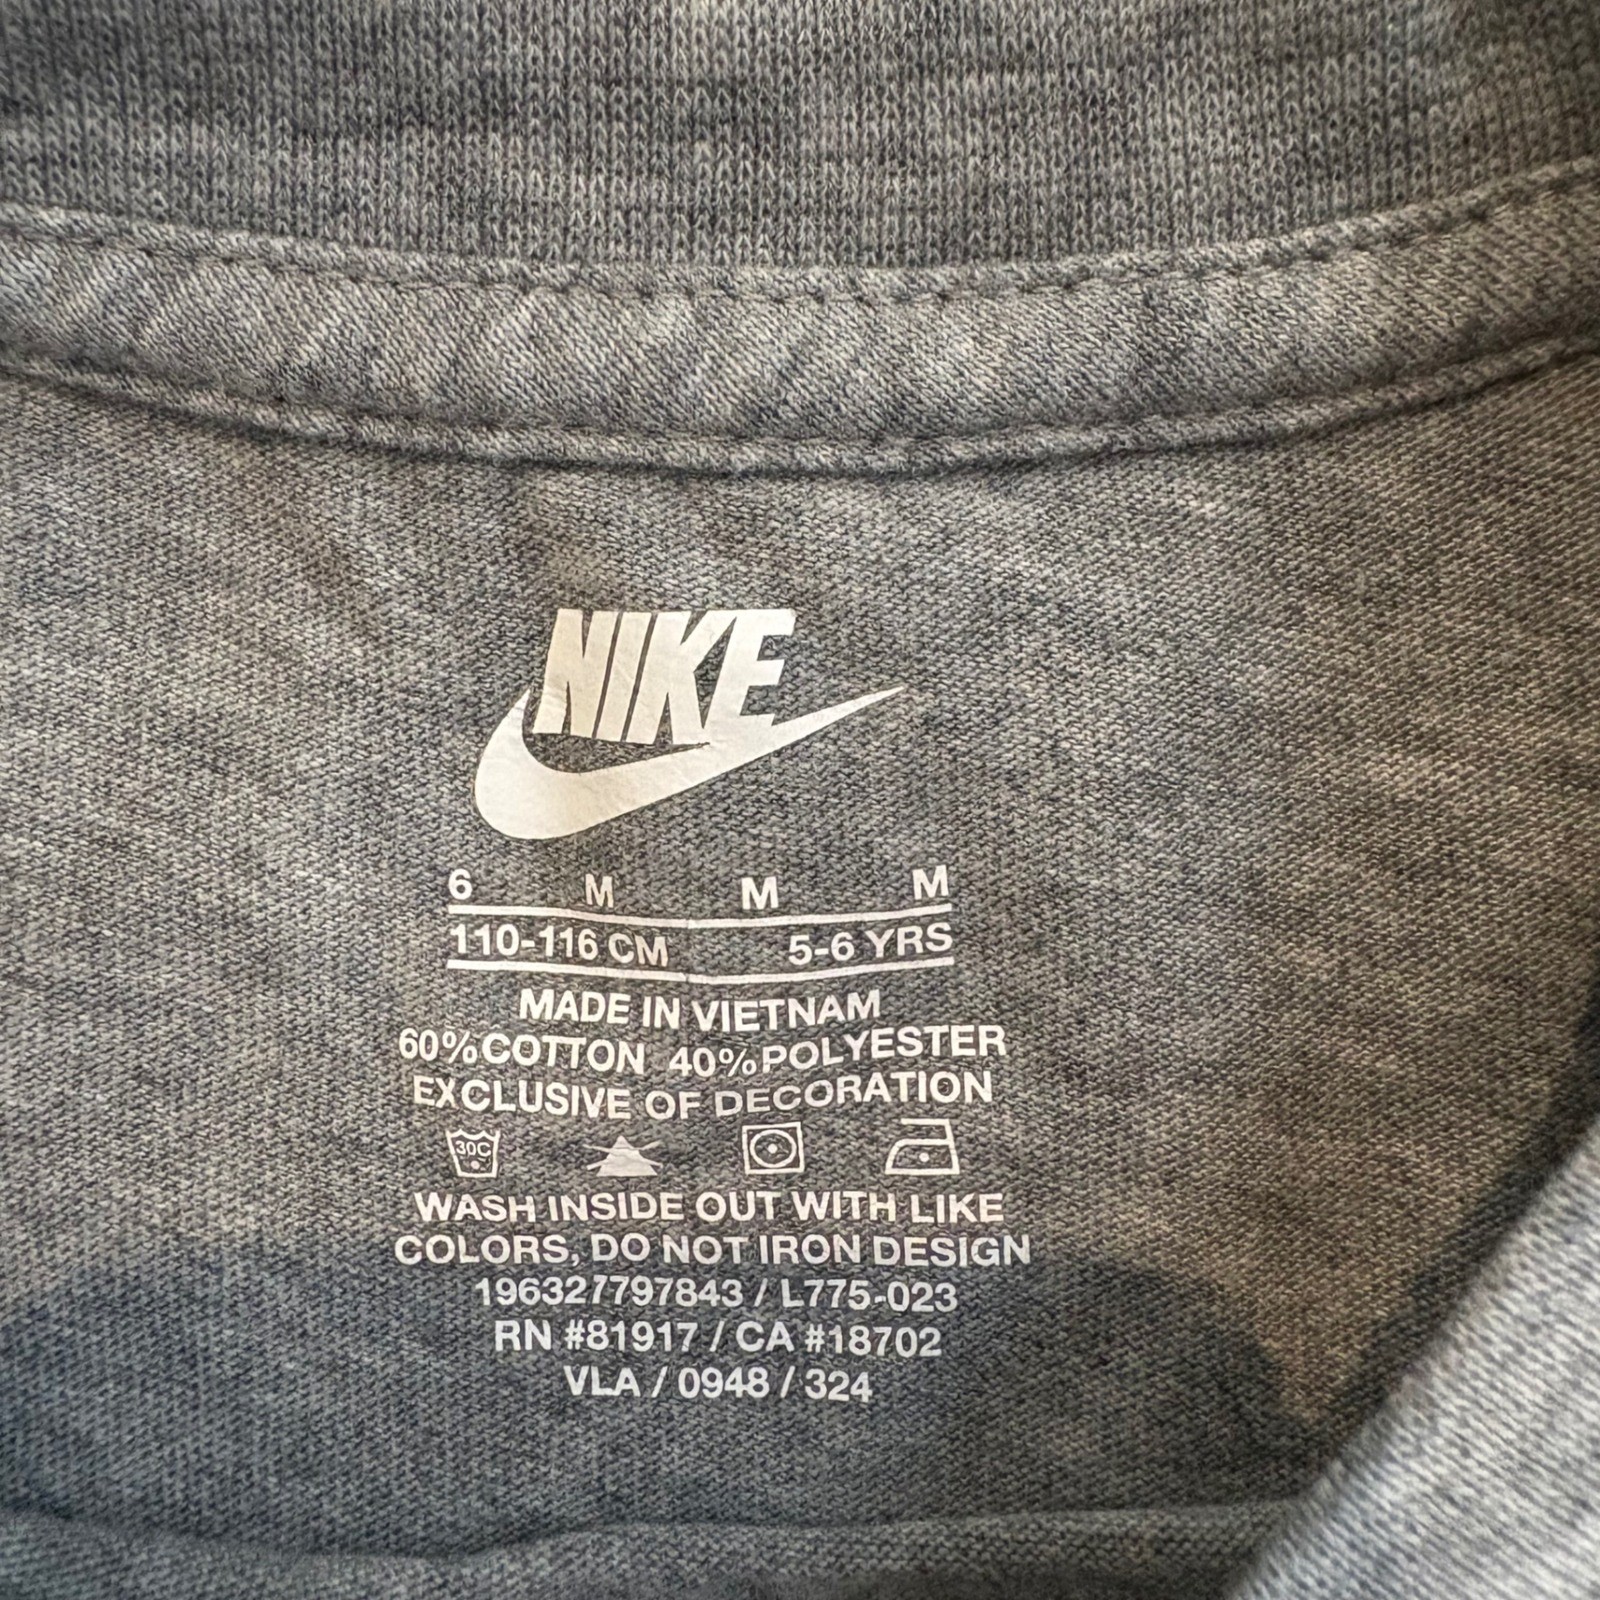 NIKE
6 M M M
110-116 CM 5-6 YRS
MADE IN VIETNAM
60%COTTON 40%POLYESTER
EXCLUSIVE OF DECORATION
30C
WASH INSIDE OUT WITH LIKE
COLORS, DO NOT IRON DESIGN
196327797843 / L775-023
RN #81917 / CA #18702
VLA / 0948 / 324